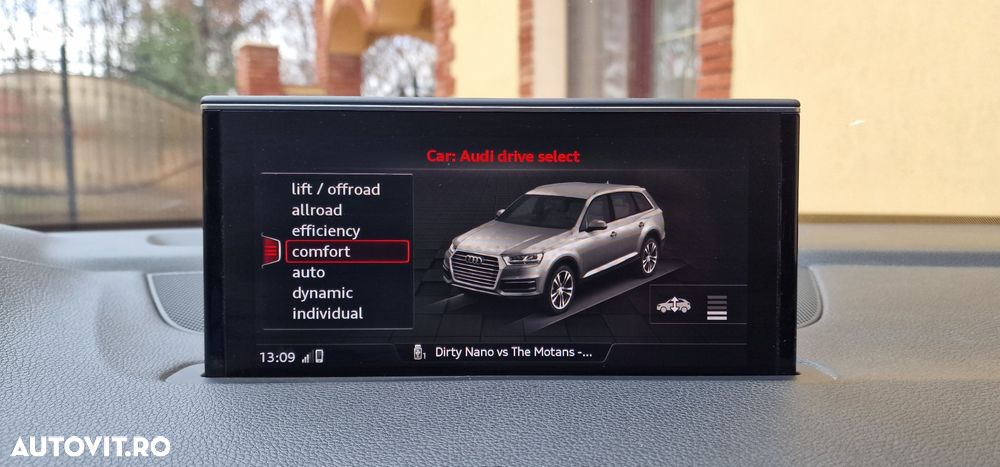 Car: Audi drive select
lift / offroad
allroad
efficiency
comfort
auto
dynamic
individual
13:09
1
Dirty Nano vs The Motans -...
AUTOVIT.RO